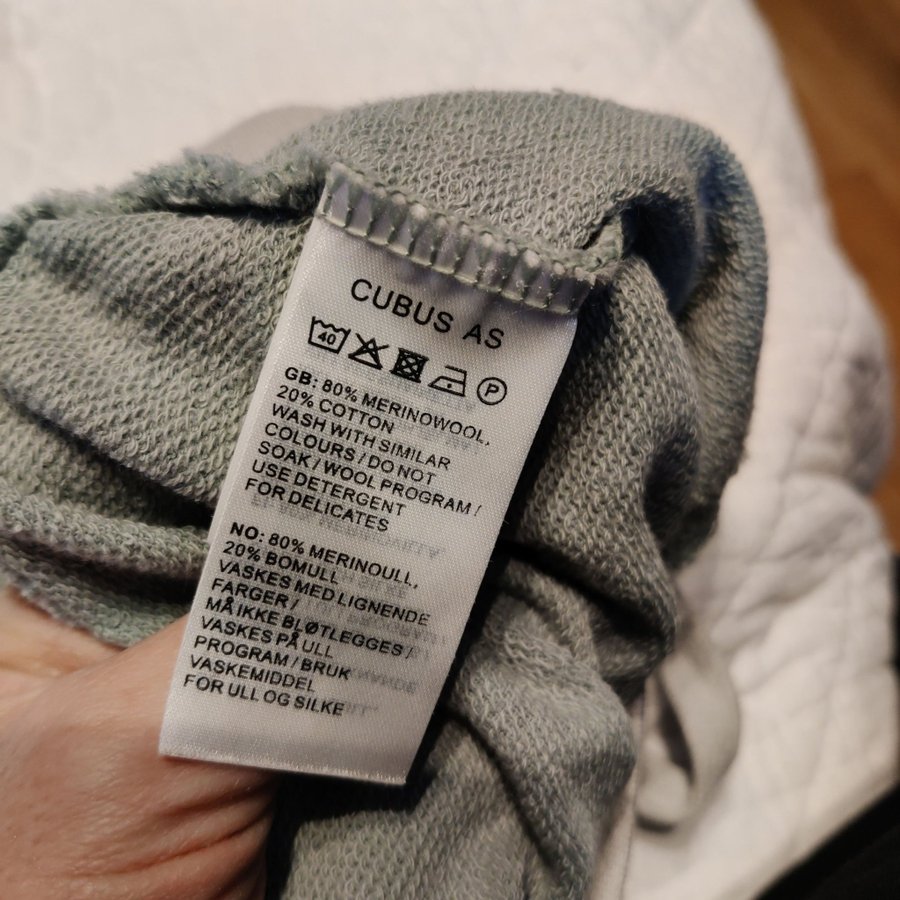 CUBUS AS
40 P
GB: 80% MERINOWOOL,
20% COTTON
WASH WITH SIMILAR
COLOURS / DO NOT
SOAK / WOOL PROGRAM /
USE DETERGENT
FOR DELICATES
NO: 80% MERINOULL,
20% BOMULL
VASKES MED LIGNENDE
FARGER /
MÅ IKKE BLØTLEGGES /
VASKES PÅ ULL
PROGRAM / BRUK
VASKEMIDDEL
FOR ULL OG SILKE